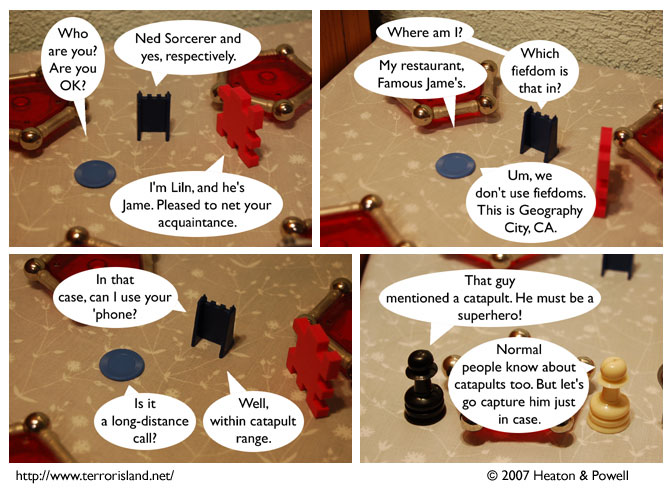 Who
are you?
Are you
OK?
Ned Sorcerer and
yes, respectively.
I'm Liln, and he's
Jame. Pleased to net your
acquaintance.
Where am I?
My restaurant,
Famous Jame's.
Which
fiefdom is
that in?
Um, we
don't use fiefdoms.
This is Geography
City, CA.
In that
case, can I use your
'phone?
Is it
a long-distance
call?
Well,
within catapult
range.
That guy
mentioned a catapult. He must be a
superhero!
Normal
people know about
catapults too. But let's
go capture him just
in case.
http://www.terrorisland.net/
© 2007 Heaton & Powell